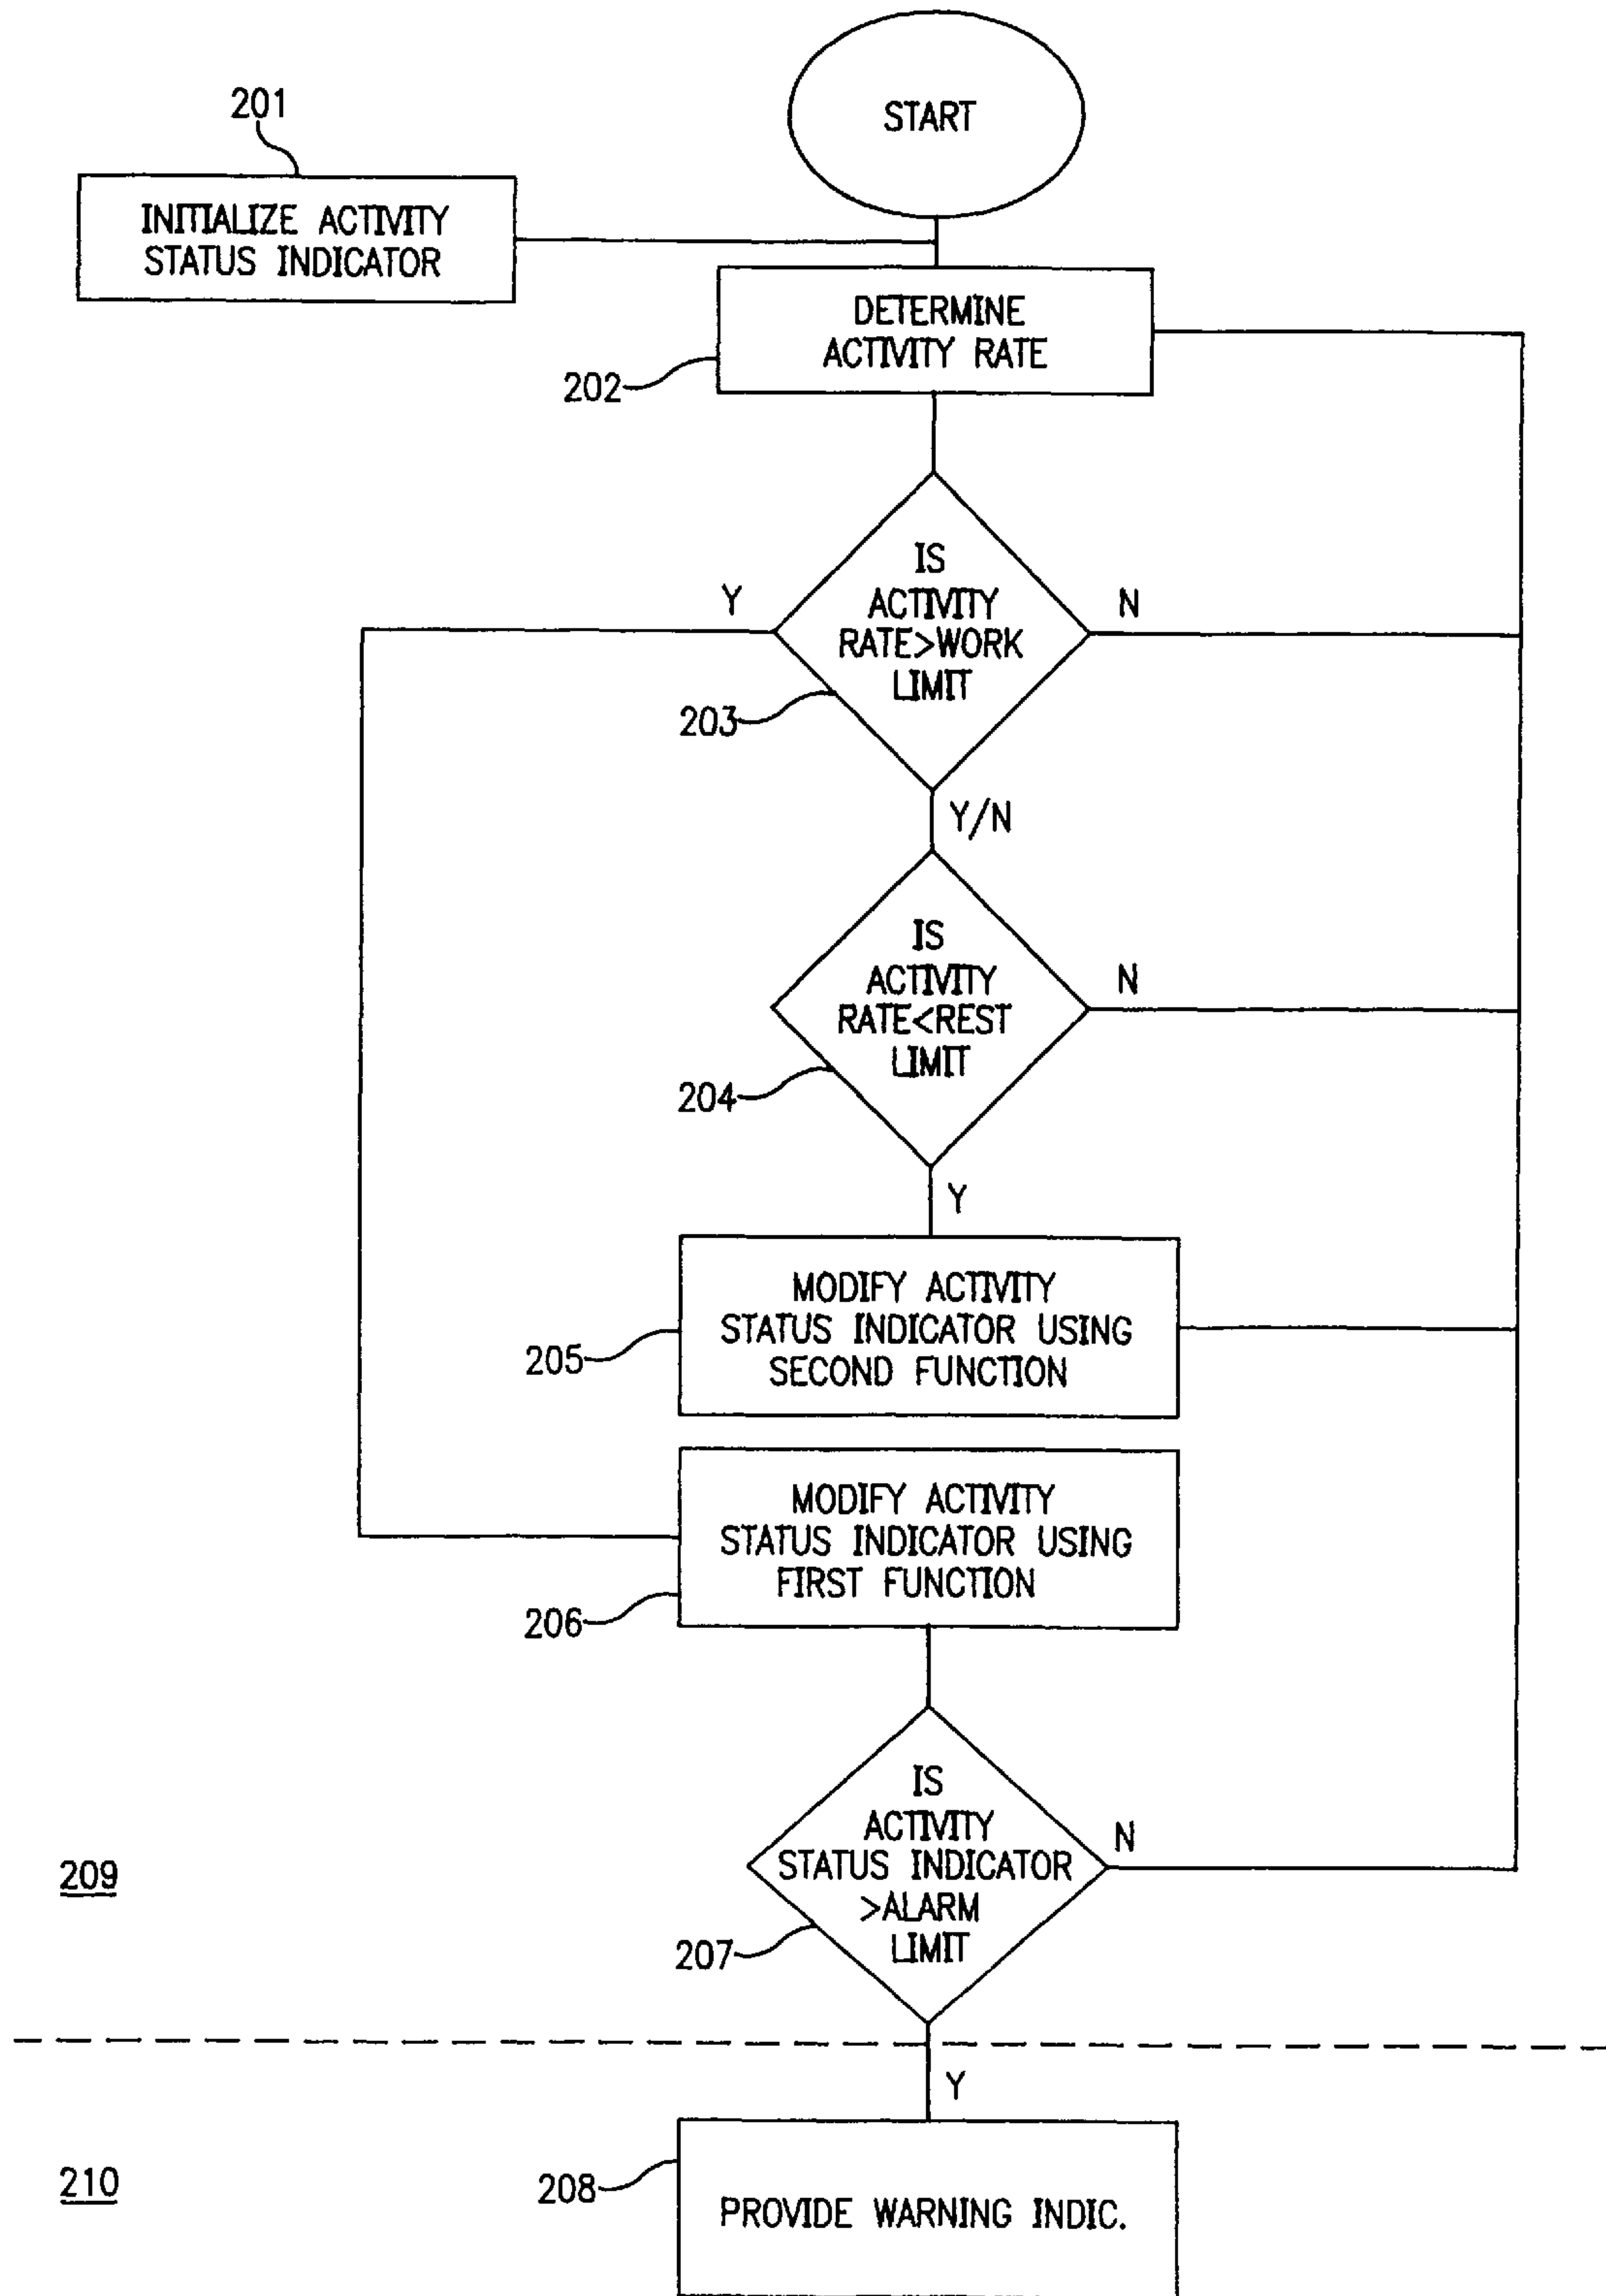 START
201
INITIALIZE ACTIVITY
STATUS INDICATOR
DETERMINE
ACTIVITY RATE
202
IS
ACTIVITY
RATE>WORK
LIMIT
Y
N
203
Y/N
IS
ACTIVITY
RATE<REST
LIMIT
N
204
Y
MODIFY ACTIVITY
STATUS INDICATOR USING
SECOND FUNCTION
205
MODIFY ACTIVITY
STATUS INDICATOR USING
FIRST FUNCTION
206
IS
ACTIVITY
STATUS INDICATOR
>ALARM
LIMIT
N
207
209
Y
208
PROVIDE WARNING INDIC.
210